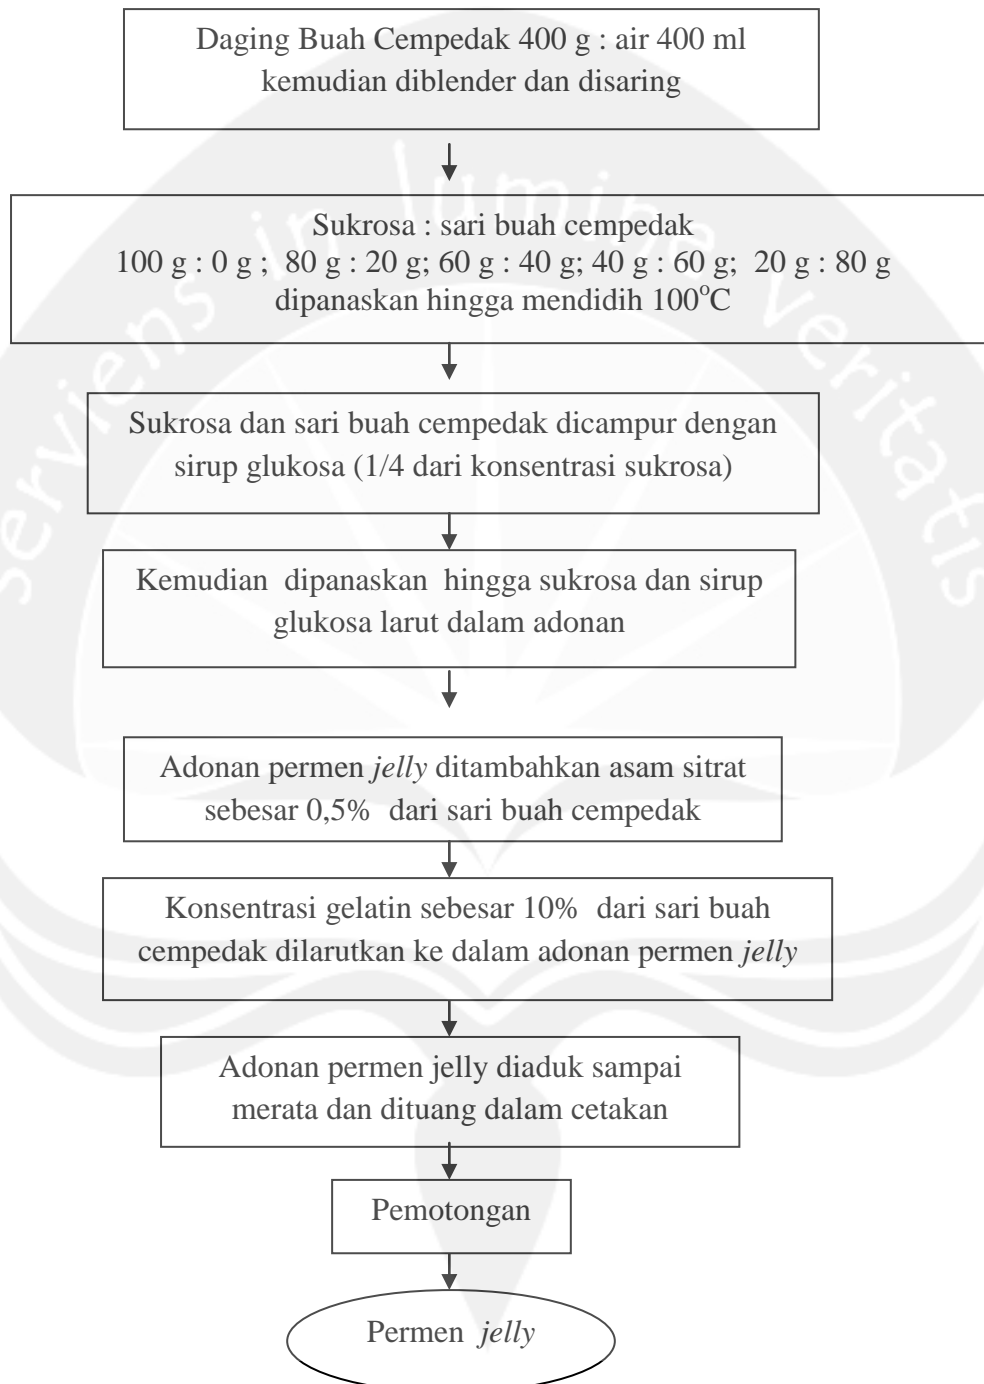 Daging Buah Cempedak 400 g : air 400 ml
kemudian diblender dan disaring
Sukrosa : sari buah cempedak
100 g : 0 g ; 80 g : 20 g; 60 g : 40 g; 40 g : 60 g; 20 g : 80 g
dipanaskan hingga mendidih 100°C
Sukrosa dan sari buah cempedak dicampur dengan
sirup glukosa (1/4 dari konsentrasi sukrosa)
Kemudian dipanaskan hingga sukrosa dan sirup
glukosa larut dalam adonan
Adonan permen jelly ditambahkan asam sitrat
sebesar 0,5% dari sari buah cempedak
Konsentrasi gelatin sebesar 10% dari sari buah
cempedak dilarutkan ke dalam adonan permen jelly
Adonan permen jelly diaduk sampai
merata dan dituang dalam cetakan
Pemotongan
Permen jelly
serviens in lumine veritatis